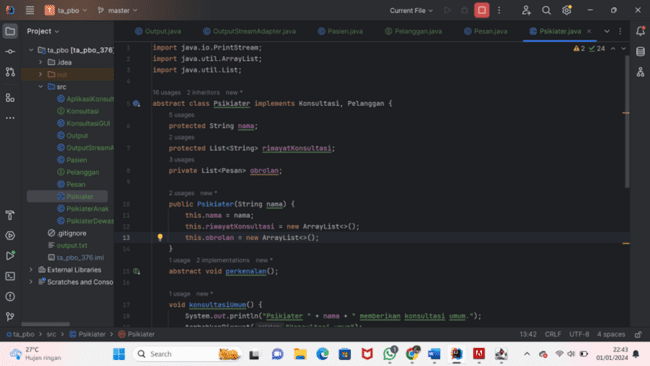 ta_pbo
master
Current File
Project
Output.java
OutputStreamAdapter.java
Pasien.java
Pelanggan.java
Pesan.java
Psikiater.java
ta_pbo [ta_pbo_376]
.idea
out
src
AplikasiKonsult
Konsultasi
KonsultasiGUI
Output
OutputStreamA
Pasien
Pelanggan
Pesan
Psikiater
PsikiaterAnak
PsikiaterDewas
.gitignore
output.txt
ta_pbo_376.iml
External Libraries
Scratches and Conso
2 24
1 import java.io.PrintStream;
2 import java.util.ArrayList;
3 import java.util.List;
4
16 usages 2 inheritors new *
5 abstract class Psikiater implements Konsultasi, Pelanggan {
5 usages
6 protected String nama;
2 usages
7 protected List<String> riwayatKonsultasi;
3 usages
8 private List<Pesan> obrolan;
9
2 usages new *
10 public Psikiater(String nama) {
11 this.nama = nama;
12 this.riwayatKonsultasi = new ArrayList<>();
13 this.obrolan = new ArrayList<>();
14 }
1 usage 2 implementations new *
15 abstract void perkenalan();
16
1 usage new *
17 void konsultasiUmum() {
18 System.out.println("Psikiater " + nama + " memberikan konsultasi umum.");
ta_pbo > src > Psikiater > Psikiater
13:42 CRLF UTF-8 4 spaces
27°C
Hujan ringan
Search
22.43
01/01/2024